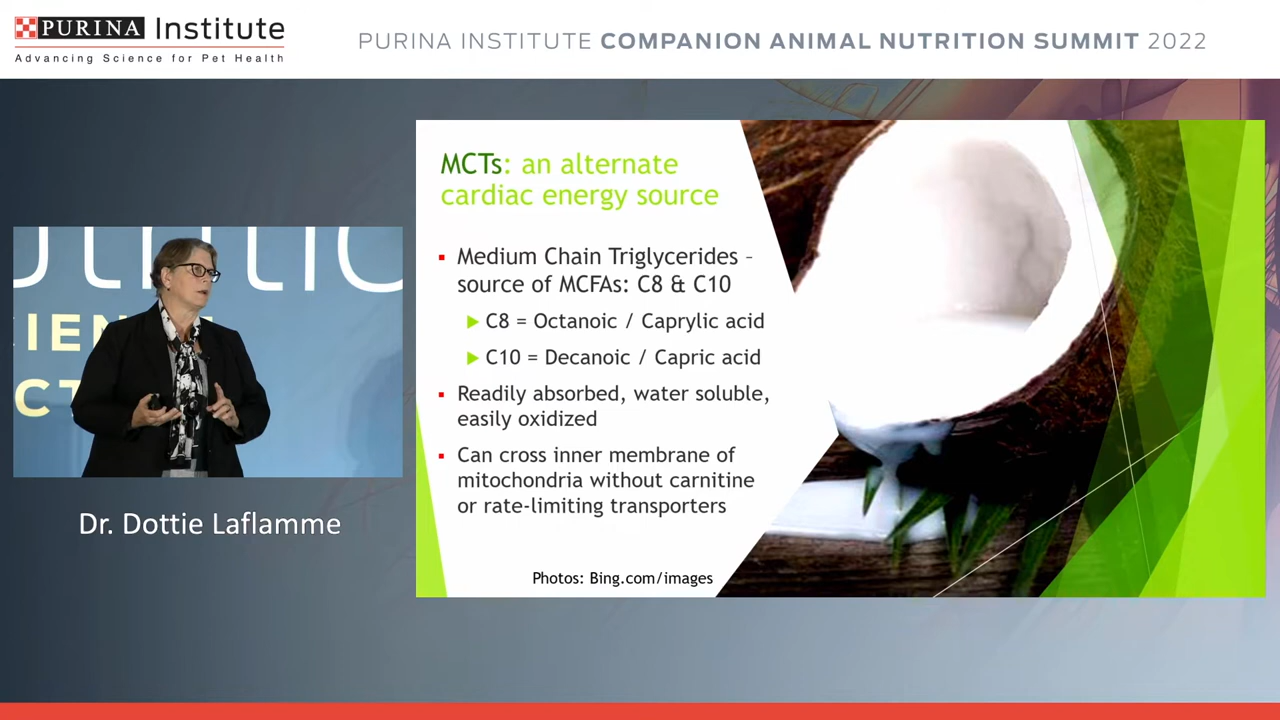 PURINA Institute
Advancing Science for Pet Health
PURINA INSTITUTE COMPANION ANIMAL NUTRITION SUMMIT 2022
MCTs: an alternate
cardiac energy source
Medium Chain Triglycerides –
source of MCFAs: C8 & C10
C8 = Octanoic / Caprylic acid
C10 = Decanoic / Capric acid
Readily absorbed, water soluble,
easily oxidized
Can cross inner membrane of
mitochondria without carnitine
or rate-limiting transporters
Photos: Bing.com/images
Dr. Dottie Laflamme